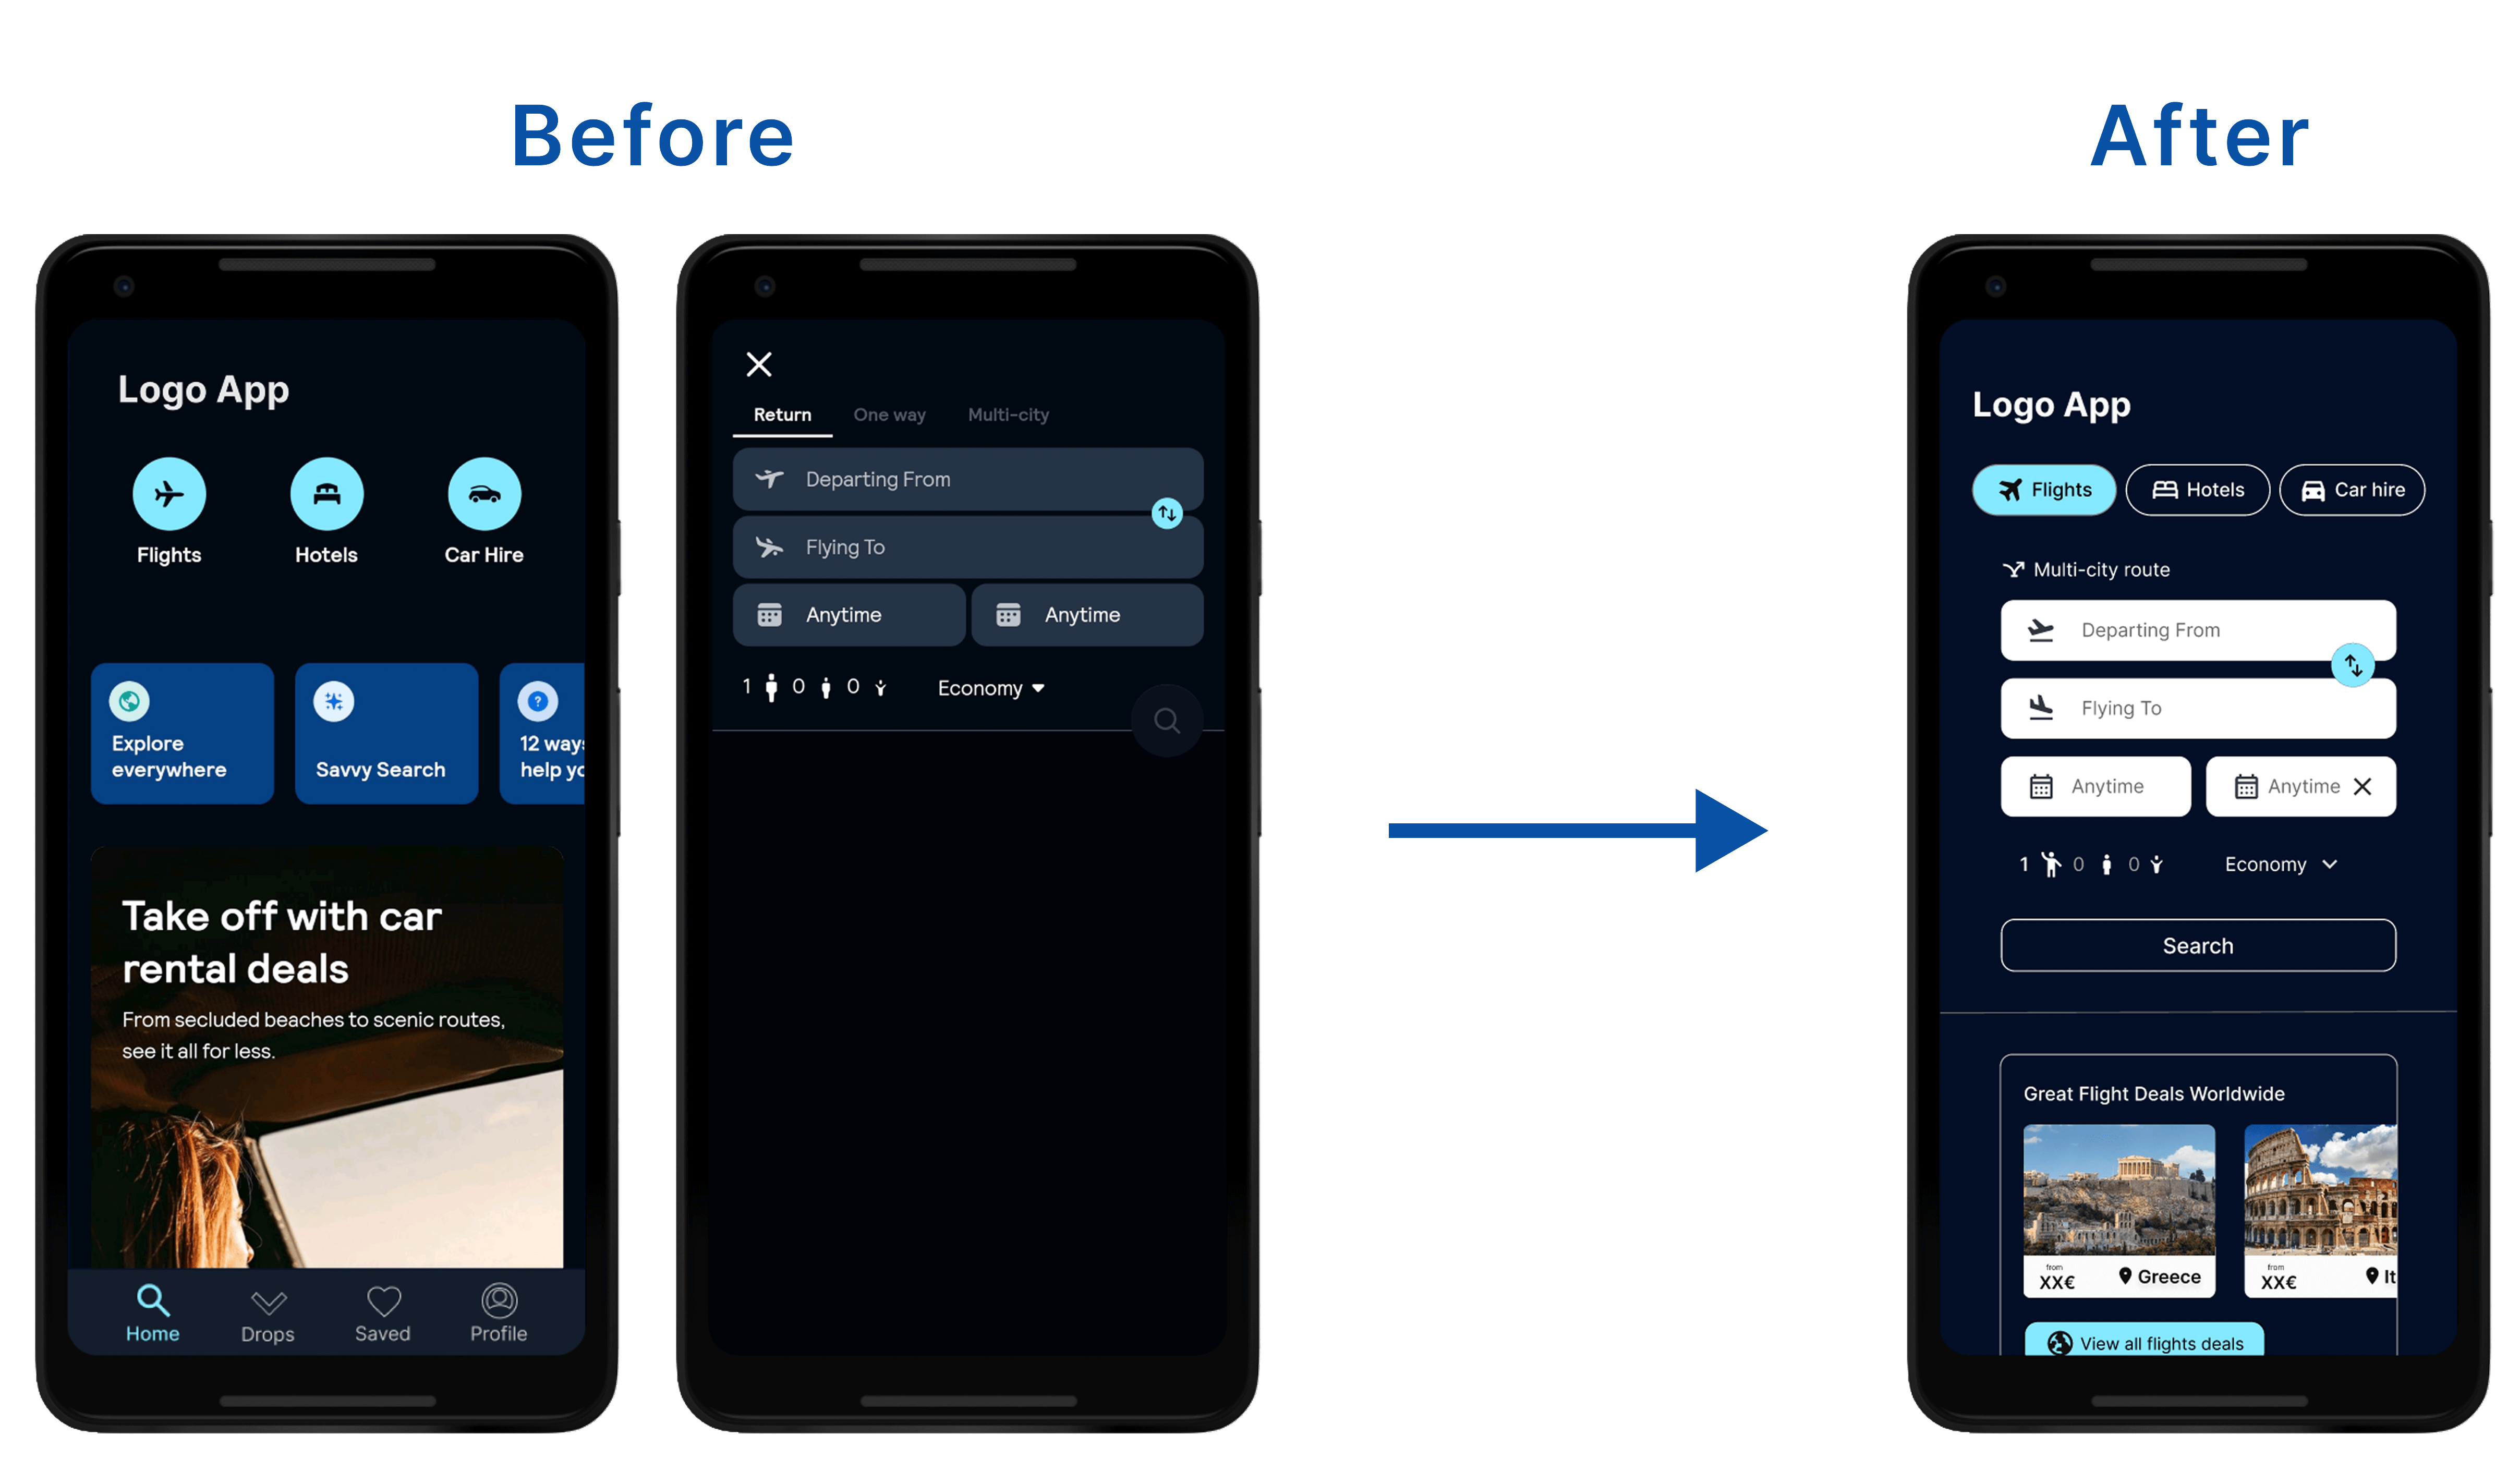 Before
After
Logo App
Flights
Hotels
Car Hire
Explore
everywhere
Savvy Search
12 ways
help yo
Take off with car
rental deals
From secluded beaches to scenic routes,
see it all for less.
Home
Drops
Saved
Profile
Return
One way
Multi-city
Departing From
Flying To
Anytime
Anytime
1 0 0
Economy
Logo App
Flights
Hotels
Car hire
Multi-city route
Departing From
Flying To
Anytime
Anytime
1 0 0
Economy
Search
Great Flight Deals Worldwide
from
XX€
Greece
from
XX€
It
View all flights deals